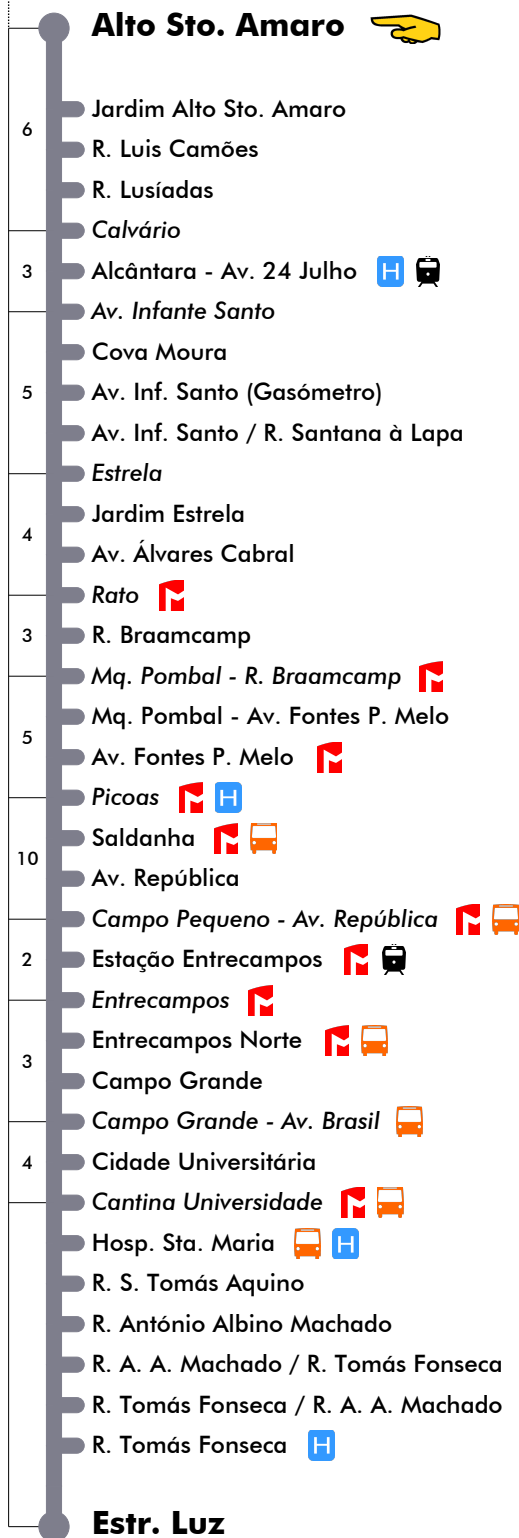 Alto Sto. Amaro
6
Jardim Alto Sto. Amaro
R. Luis Camões
R. Lusíadas
Calvário
3
Alcântara - Av. 24 Julho H
Av. Infante Santo
Cova Moura
5
Av. Inf. Santo (Gasómetro)
Av. Inf. Santo / R. Santana à Lapa
Estrela
Jardim Estrela
4
Av. Álvares Cabral
Rato
3
R. Braamcamp
Mq. Pombal - R. Braamcamp
Mq. Pombal - Av. Fontes P. Melo
5
Av. Fontes P. Melo
Picoas H
Saldanha
10
Av. República
Campo Pequeno - Av. República
2
Estação Entrecampos
Entrecampos
Entrecampos Norte
3
Campo Grande
Campo Grande - Av. Brasil
4
Cidade Universitária
Cantina Universidade
Hosp. Sta. Maria H
R. S. Tomás Aquino
R. António Albino Machado
R. A. A. Machado / R. Tomás Fonseca
R. Tomás Fonseca / R. A. A. Machado
R. Tomás Fonseca H
Estr. Luz